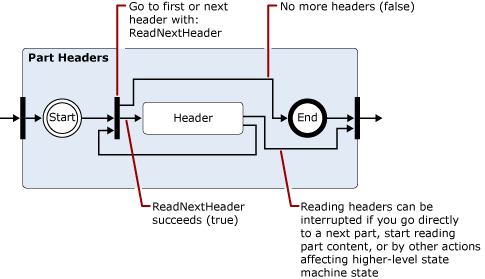 Go to first or next
header with:
ReadNextHeader
No more headers (false)
Part Headers
Start
Header
End
ReadNextHeader
succeeds (true)
Reading headers can be
interrupted if you go directly
to a next part, start reading
part content, or by other actions
affecting higher-level state
machine state